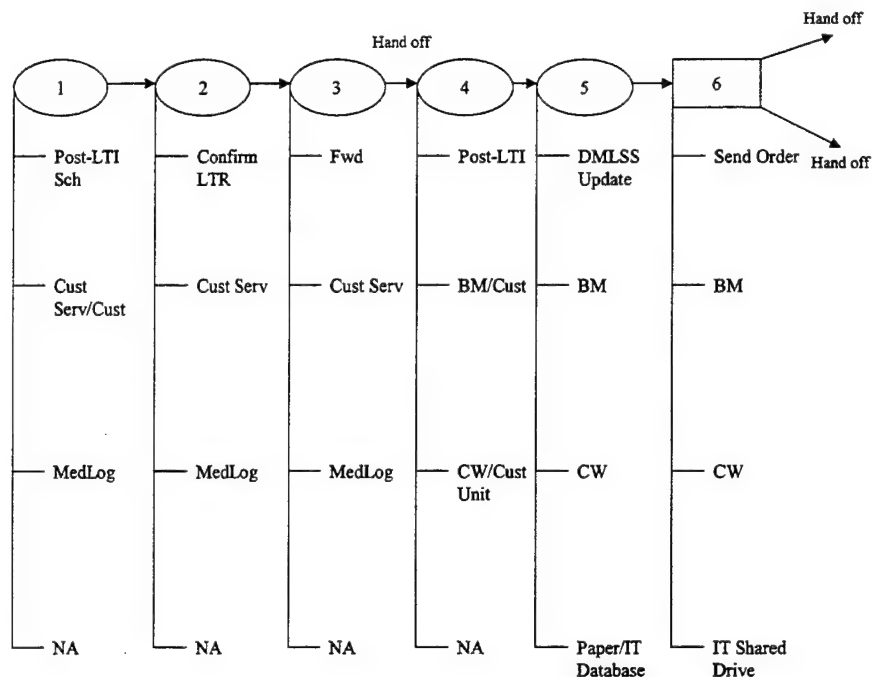 Hand off
Hand off
1
2
3
4
5
6
Hand off
Post-LTI
Sch
Confirm
LTR
Fwd
Post-LTI
DMLSS
Update
Send Order
Cust
Serv/Cust
Cust Serv
Cust Serv
BM/Cust
BM
BM
MedLog
MedLog
MedLog
CW/Cust
Unit
CW
CW
NA
NA
NA
NA
Paper/IT
Database
IT Shared
Drive